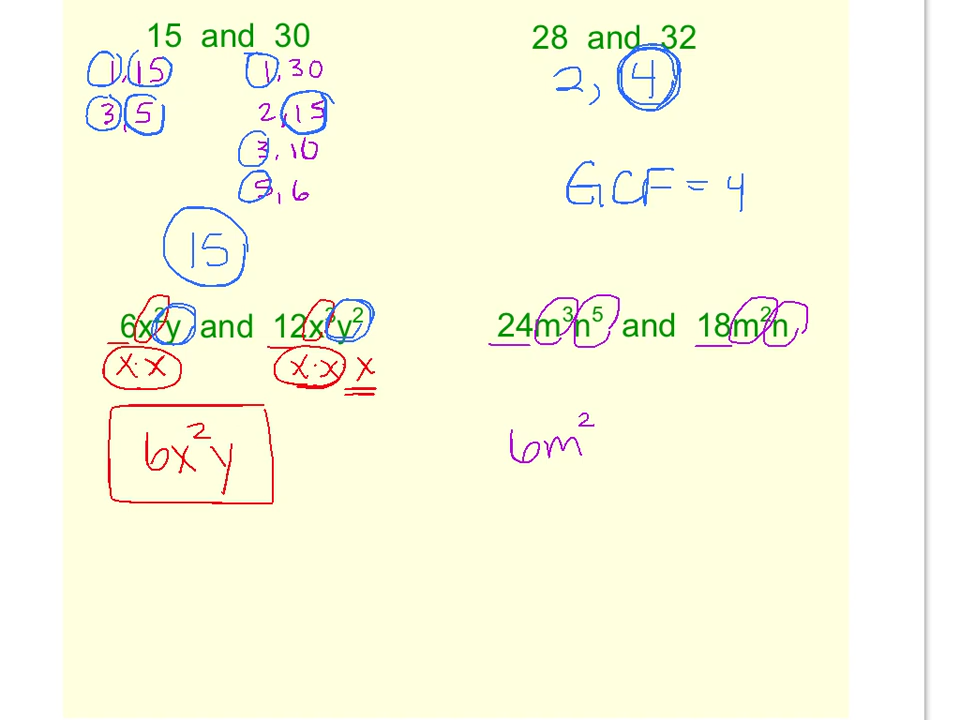 15 and 30
1, 15
3, 5
1, 30
2, 15
3, 10
5, 6
15
28 and 32
2, 4
GCF = 4
6x²y and 12x³y²
x·x
x·x x
6x²y
24m³n⁵ and 18m²n
6m²